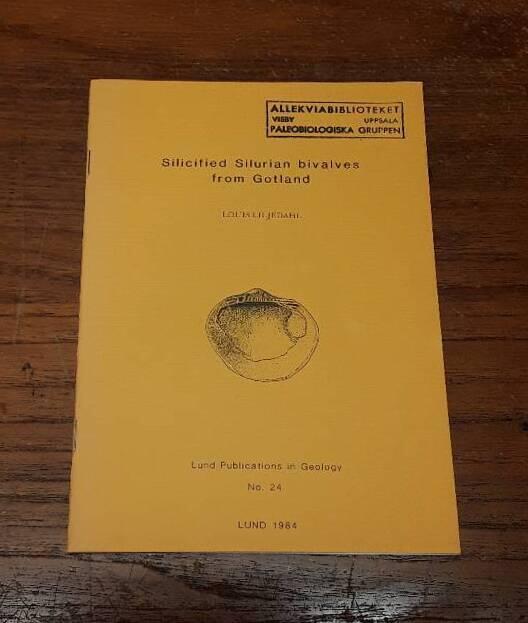 ALLEKVIABIBLIOTEKET
VISBY UPPSALA
PALEOBIOLOGISKA GRUPPEN
Silicified Silurian bivalves
from Gotland
LOUIS LILJEDAHL
Lund Publications in Geology
No. 24
LUND 1984